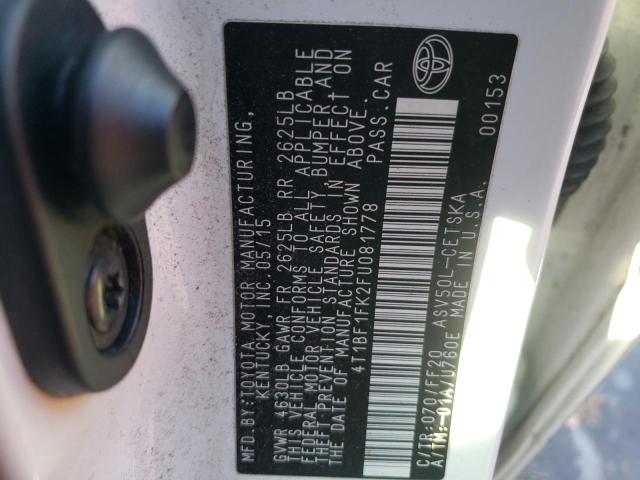 MFD.BY:TOYOTA MOTOR MANUFACTURING,
KENTUCKY, INC. 05/15
GVWR 4630LB GAWR FR 2625LB RR 2625LB
THIS VEHICLE CONFORMS TO ALL APPLICABLE
FEDERAL MOTOR VEHICLE SAFETY, BUMPER, AND
THEFT PREVENTION STANDARDS IN EFFECT ON
THE DATE OF MANUFACTURE SHOWN ABOVE.
4T1BF1FK2FU081778 PASS.CAR
C/TR:070/FF20 ASV50L-CETSKA
A/TM:-01A/U760E MADE IN U.S.A.
00153